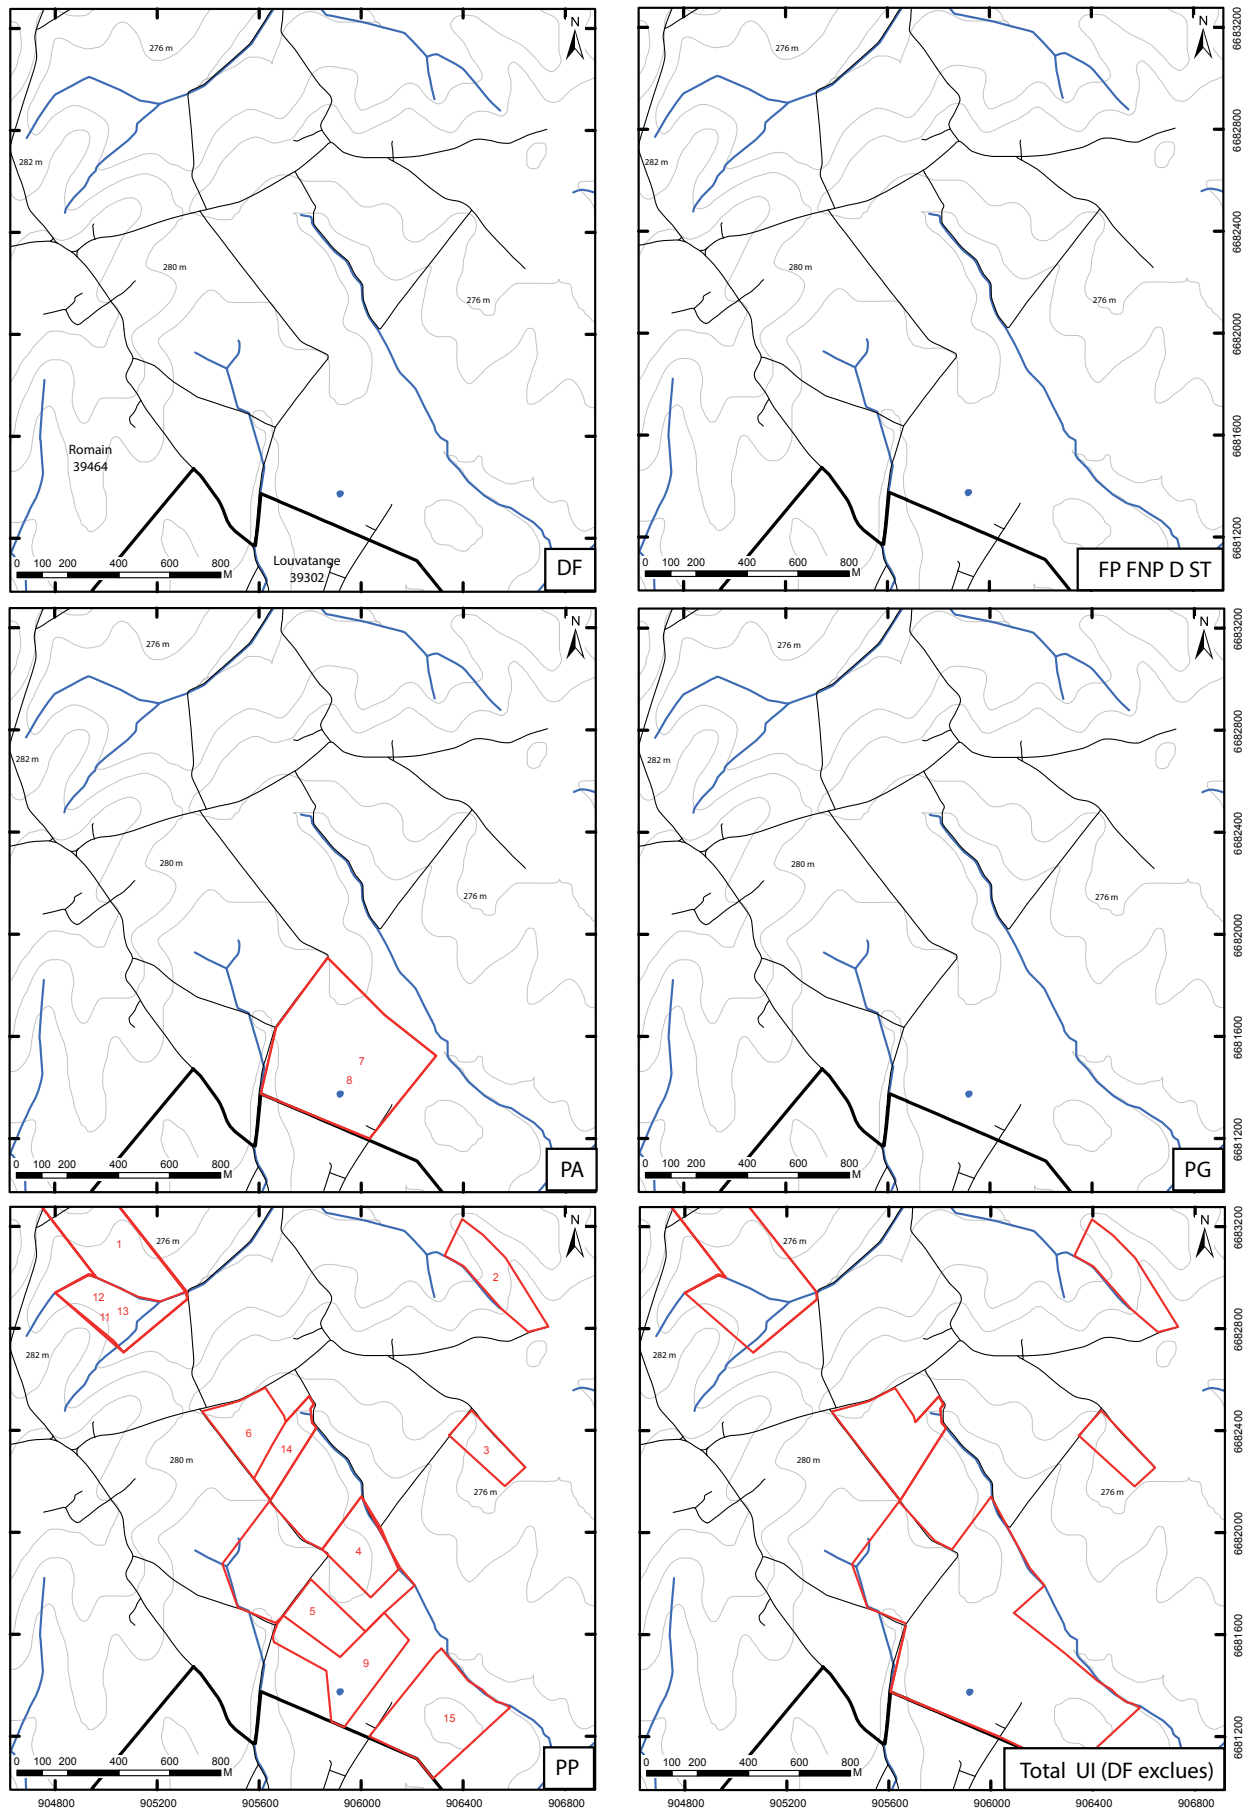 276 m
N
N
6683200
282 m
282 m
6682800
6682400
280 m
280 m
276 m
276 m
6682000
Romain
39464
6681600
Louvatange
39302
6681200
0 100 200 400 600 800
M
DF
0 100 200 400 600 800
M
FP FNP D ST
276 m
N
N
6683200
282 m
6682800
6682400
280 m
280 m
276 m
276 m
6682000
7
8
6681600
6681200
0 100 200 400 600 800
M
PA
0 100 200 400 600 800
M
PG
1
276 m
N
276 m
N
6683200
2
12
13
11
282 m
282 m
6682800
6
14
3
6682400
280 m
280 m
276 m
276 m
4
6682000
5
9
6681600
15
6681200
0 100 200 400 600 800
M
PP
0 100 200 400 600 800
M
Total UI (DF exclues)
904800 905200 905600 906000 906400 906800
904800 905200 905600 906000 906400 906800